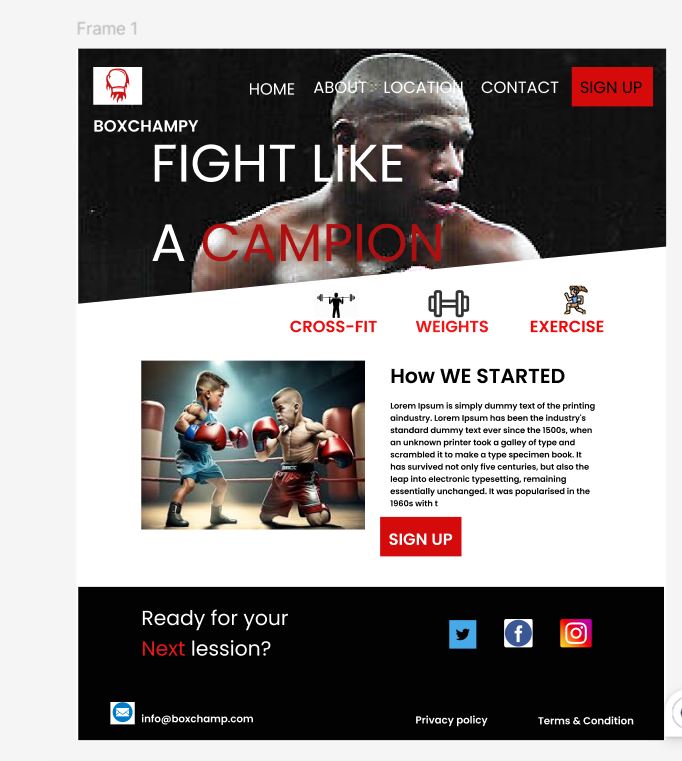 Frame 1
HOME ABOUT LOCATION CONTACT SIGN UP
BOXCHAMPY
FIGHT LIKE
A CAMPION
CROSS-FIT WEIGHTS EXERCISE
How WE STARTED
Lorem Ipsum is simply dummy text of the printing
aindustry. Lorem Ipsum has been the industry's
standard dummy text ever since the 1500s, when
an unknown printer took a galley of type and
scrambled it to make a type specimen book. It
has survived not only five centuries, but also the
leap into electronic typesetting, remaining
essentially unchanged. It was popularised in the
1960s with t
SIGN UP
Ready for your
Next lession?
info@boxchamp.com
Privacy policy
Terms & Condition